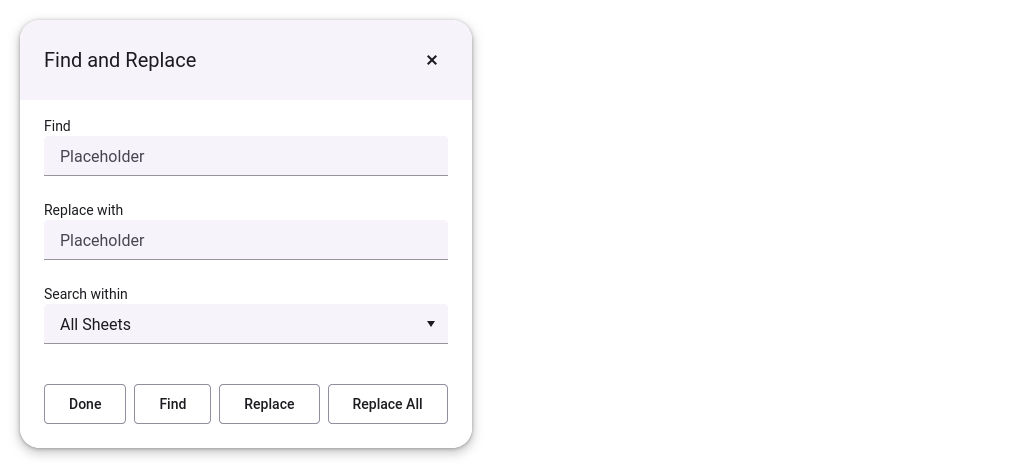 Find and Replace
Find
Placeholder
Replace with
Placeholder
Search within
All Sheets
Done Find Replace Replace All